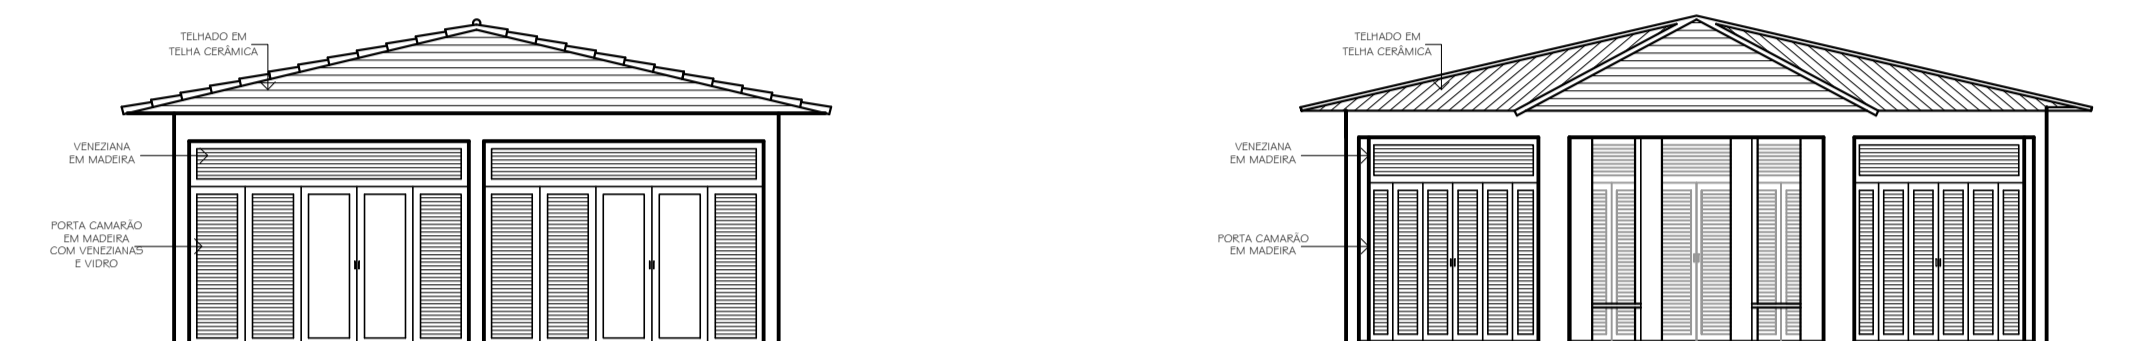 TELHADO EM
TELHA CERÂMICA
VENEZIANA
EM MADEIRA
PORTA CAMARÃO
EM MADEIRA
COM VENEZIANAS
E VIDRO
TELHADO EM
TELHA CERÂMICA
VENEZIANA
EM MADEIRA
PORTA CAMARÃO
EM MADEIRA